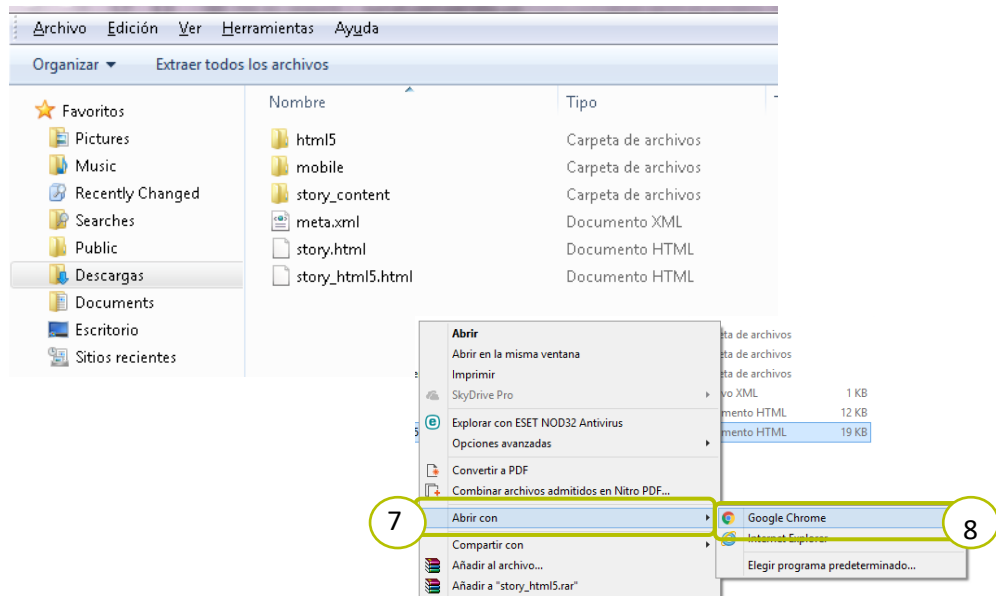 Archivo Edición Ver Herramientas Ayuda
Organizar Extraer todos los archivos
Favoritos
Pictures
Music
Recently Changed
Searches
Public
Descargas
Documents
Escritorio
Sitios recientes
Nombre Tipo
html5 Carpeta de archivos
mobile Carpeta de archivos
story_content Carpeta de archivos
meta.xml Documento XML
story.html Documento HTML
story_html5.html Documento HTML
Abrir
Abrir en la misma ventana
Imprimir
SkyDrive Pro
Explorar con ESET NOD32 Antivirus
Opciones avanzadas
Convertir a PDF
Combinar archivos admitidos en Nitro PDF...
Abrir con
Compartir con
Añadir al archivo...
Añadir a "story_html5.rar"
eta de archivos
eta de archivos
eta de archivos
vo XML 1 KB
mento HTML 12 KB
mento HTML 19 KB
7
Google Chrome
Internet Explorer
Elegir programa predeterminado...
8